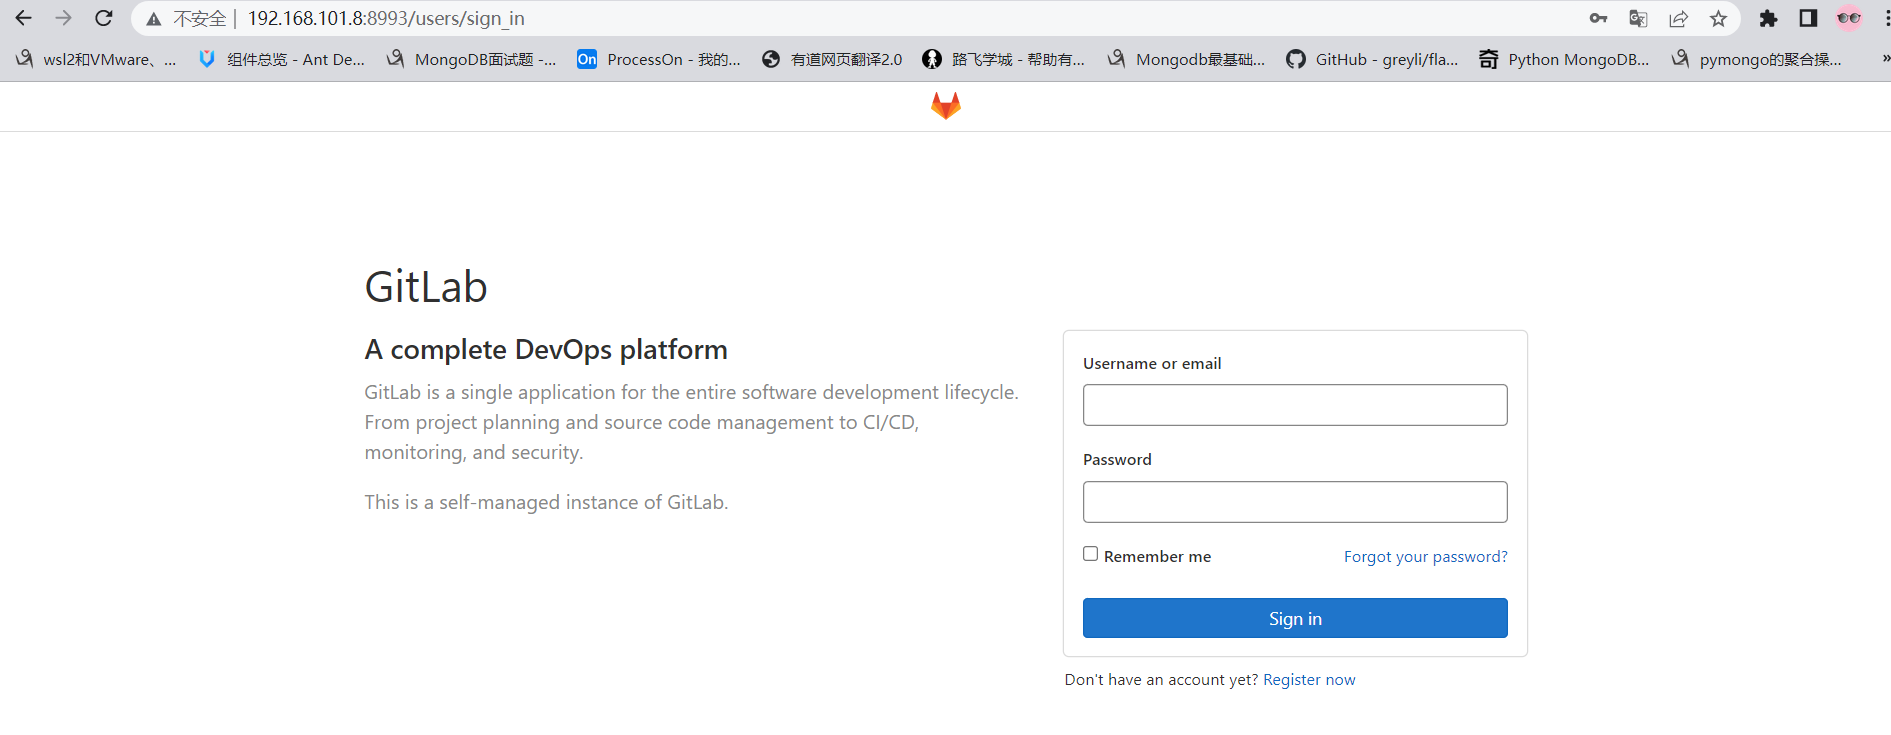 不安全 192.168.101.8:8993/users/sign_in
wsl2和VMware、... 组件总览 - Ant De... MongoDB面试题 -... On ProcessOn - 我的... 有道网页翻译2.0 路飞学城 - 帮助有... Mongodb最基础... GitHub - greyli/fla... 奇 Python MongoDB... pymongo的聚合操... »
GitLab
A complete DevOps platform
GitLab is a single application for the entire software development lifecycle.
From project planning and source code management to CI/CD,
monitoring, and security.
This is a self-managed instance of GitLab.
Username or email
Password
Remember me Forgot your password?
Sign in
Don't have an account yet? Register now